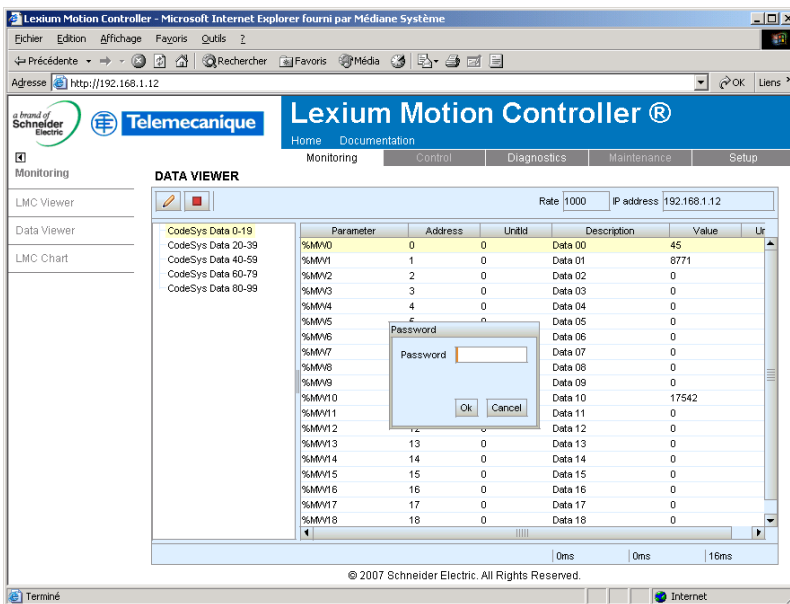 Lexium Motion Controller - Microsoft Internet Explorer fourni par Médiane Système
Fichier Edition Affichage Favoris Outils ?
Précédente Rechercher Favoris Média
Adresse http://192.168.1.12 OK Liens
a brand of
Schneider
Electric
Telemecanique
Lexium Motion Controller ®
Home Documentation
Monitoring Control Diagnostics Maintenance Setup
Monitoring
DATA VIEWER
LMC Viewer
Data Viewer
LMC Chart
Rate 1000 IP address 192.168.1.12
CodeSys Data 0-19
CodeSys Data 20-39
CodeSys Data 40-59
CodeSys Data 60-79
CodeSys Data 80-99
Parameter Address UnitId Description Value
%MW0 0 0 Data 00 45
%MW1 1 0 Data 01 8771
%MW2 2 0 Data 02 0
%MW3 3 0 Data 03 0
%MW4 4 0 Data 04 0
%MW5 Data 05 0
%MW6 Data 06 0
%MW7 Data 07 0
%MW8 Data 08 0
%MW9 Data 09 0
%MW10 Data 10 17542
%MW11 Data 11 0
%MW12 Data 12 0
%MW13 13 0 Data 13 0
%MW14 14 0 Data 14 0
%MW15 15 0 Data 15 0
%MW16 16 0 Data 16 0
%MW17 17 0 Data 17 0
%MW18 18 0 Data 18 0
Password
Password
Ok Cancel
0ms 0ms 16ms
© 2007 Schneider Electric. All Rights Reserved.
Terminé Internet